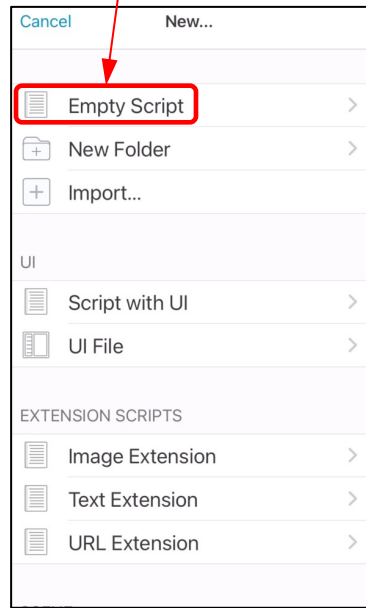 Cancel New...
Empty Script
New Folder
Import...
UI
Script with UI
UI File
EXTENSION SCRIPTS
Image Extension
Text Extension
URL Extension